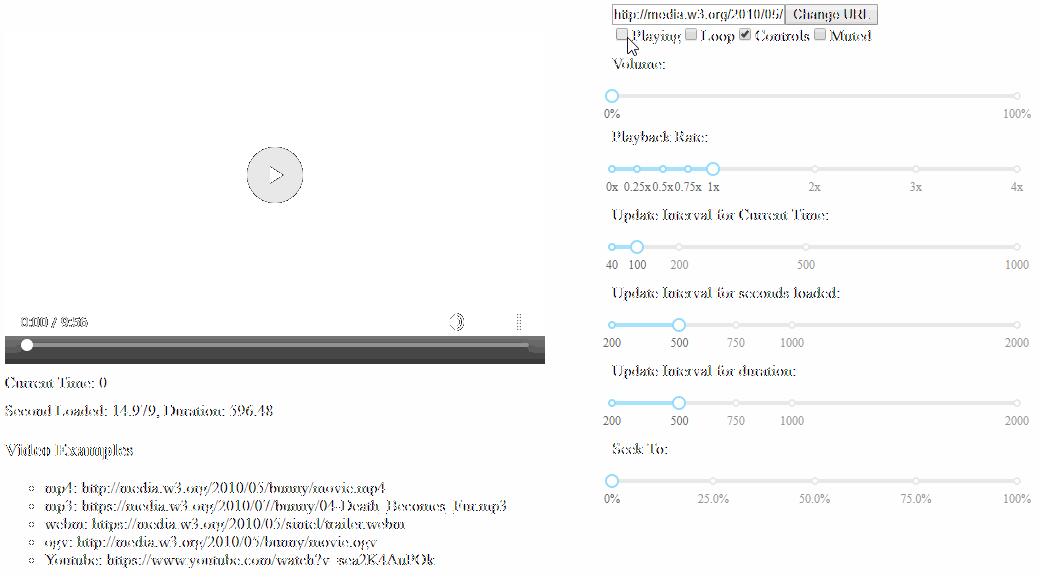 http://media.w3.org/2010/05/ Change URL
Playing Loop Controls Muted
Volume:
0% 100%
Playback Rate:
0x 0.25x 0.5x 0.75x 1x 2x 3x 4x
Update Interval for Current Time:
40 100 200 500 1000
Update Interval for seconds loaded:
200 500 750 1000 2000
Update Interval for duration:
200 500 750 1000 2000
Seek To:
0% 25.0% 50.0% 75.0% 100%
0:00 / 9:56
Current Time: 0
Second Loaded: 14.979, Duration: 596.48
Video Examples
mp4: http://media.w3.org/2010/05/bunny/movie.mp4
mp3: https://media.w3.org/2010/07/bunny/04-Death_Becomes_Fur.mp3
webm: https://media.w3.org/2010/05/sintel/trailer.webm
ogv: http://media.w3.org/2010/05/bunny/movie.ogv
Youtube: https://www.youtube.com/watch?v=sea2K4AuPOk